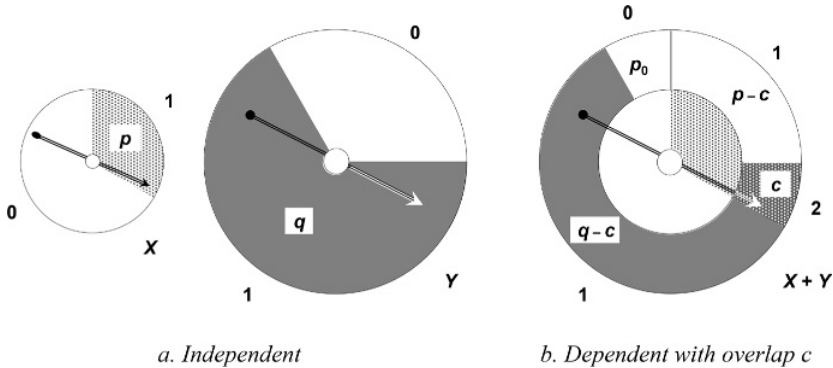 0
0
1
1
p₀
p – c
p
c
0
2
q
q – c
X
1
Y
1
X + Y
a. Independent
b. Dependent with overlap c